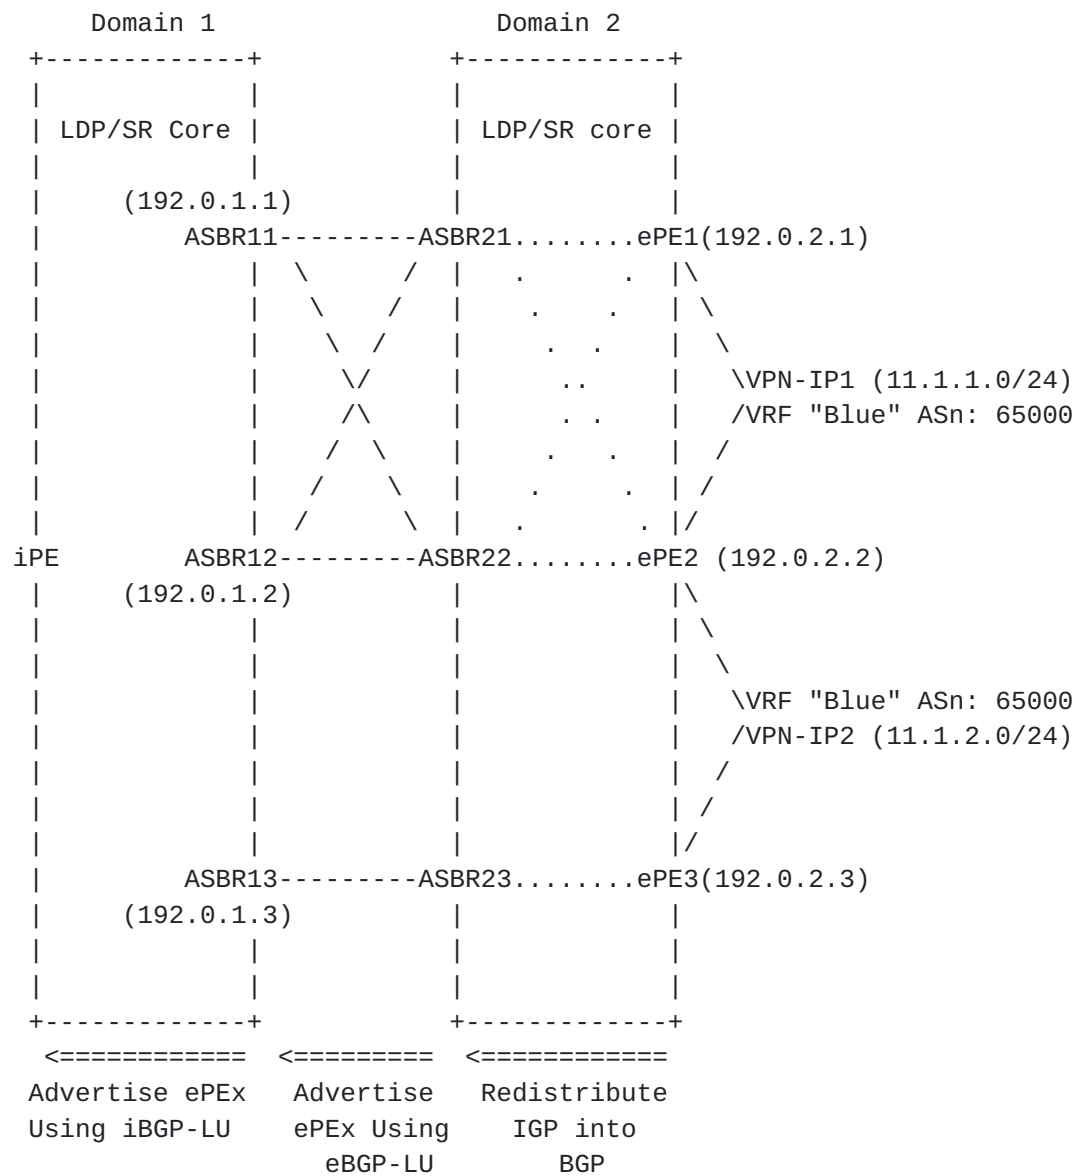 Domain 1 Domain 2
LDP/SR Core LDP/SR core
(192.0.1.1)
ASBR11---------ASBR21........ePE1(192.0.2.1)
\VPN-IP1 (11.1.1.0/24)
/VRF "Blue" ASn: 65000
iPE ASBR12---------ASBR22........ePE2 (192.0.2.2)
(192.0.1.2)
\VRF "Blue" ASn: 65000
/VPN-IP2 (11.1.2.0/24)
ASBR13---------ASBR23........ePE3(192.0.2.3)
(192.0.1.3)
<============ <========= <============
Advertise ePEx Advertise Redistribute
Using iBGP-LU ePEx Using IGP into
eBGP-LU BGP